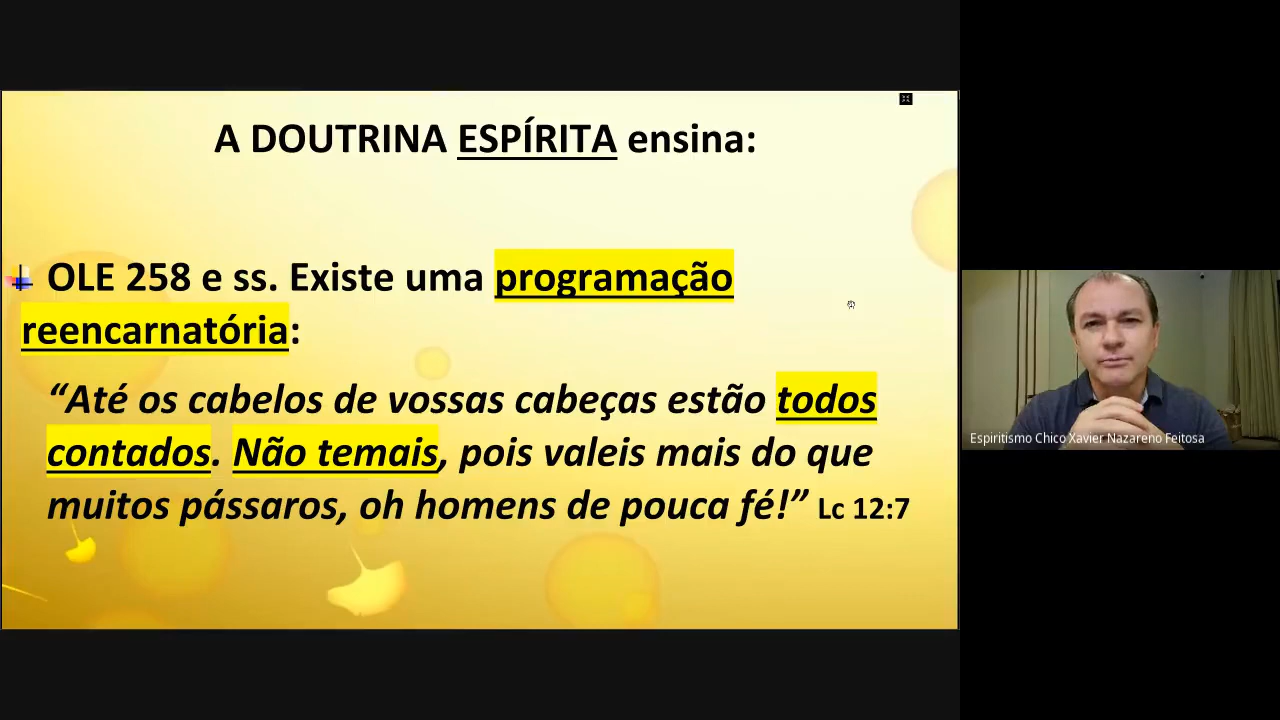 A DOUTRINA ESPÍRITA ensina:
OLE 258 e ss. Existe uma programação
reencarnatória:
“Até os cabelos de vossas cabeças estão todos
contados. Não temais, pois valeis mais do que
muitos pássaros, oh homens de pouca fé!” Lc 12:7
Espiritismo Chico Xavier Nazareno Feitosa